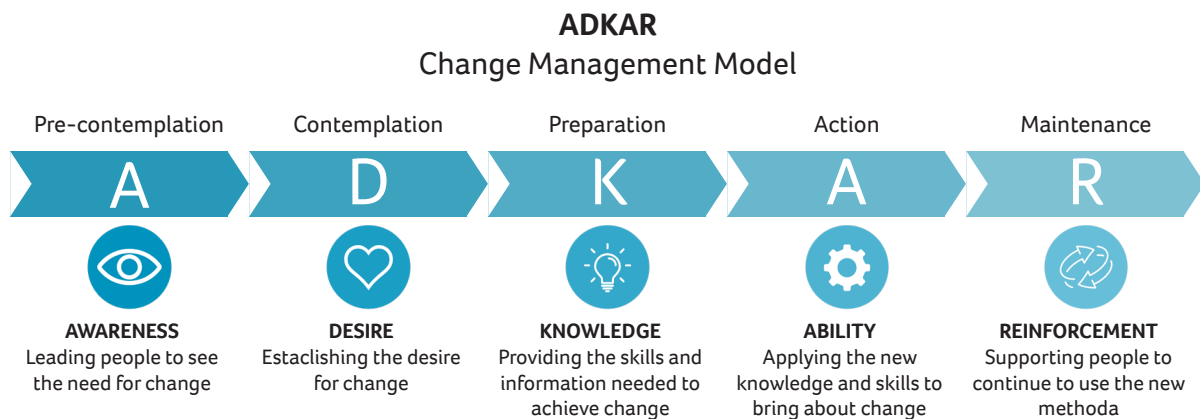 ADKAR
Change Management Model
Pre-contemplation
Contemplation
Preparation
Action
Maintenance
A
D
K
A
R
AWARENESS
Leading people to see
the need for change
DESIRE
Estaclishing the desire
for change
KNOWLEDGE
Providing the skills and
information needed to
achieve change
ABILITY
Applying the new
knowledge and skills to
bring about change
REINFORCEMENT
Supporting people to
continue to use the new
methoda